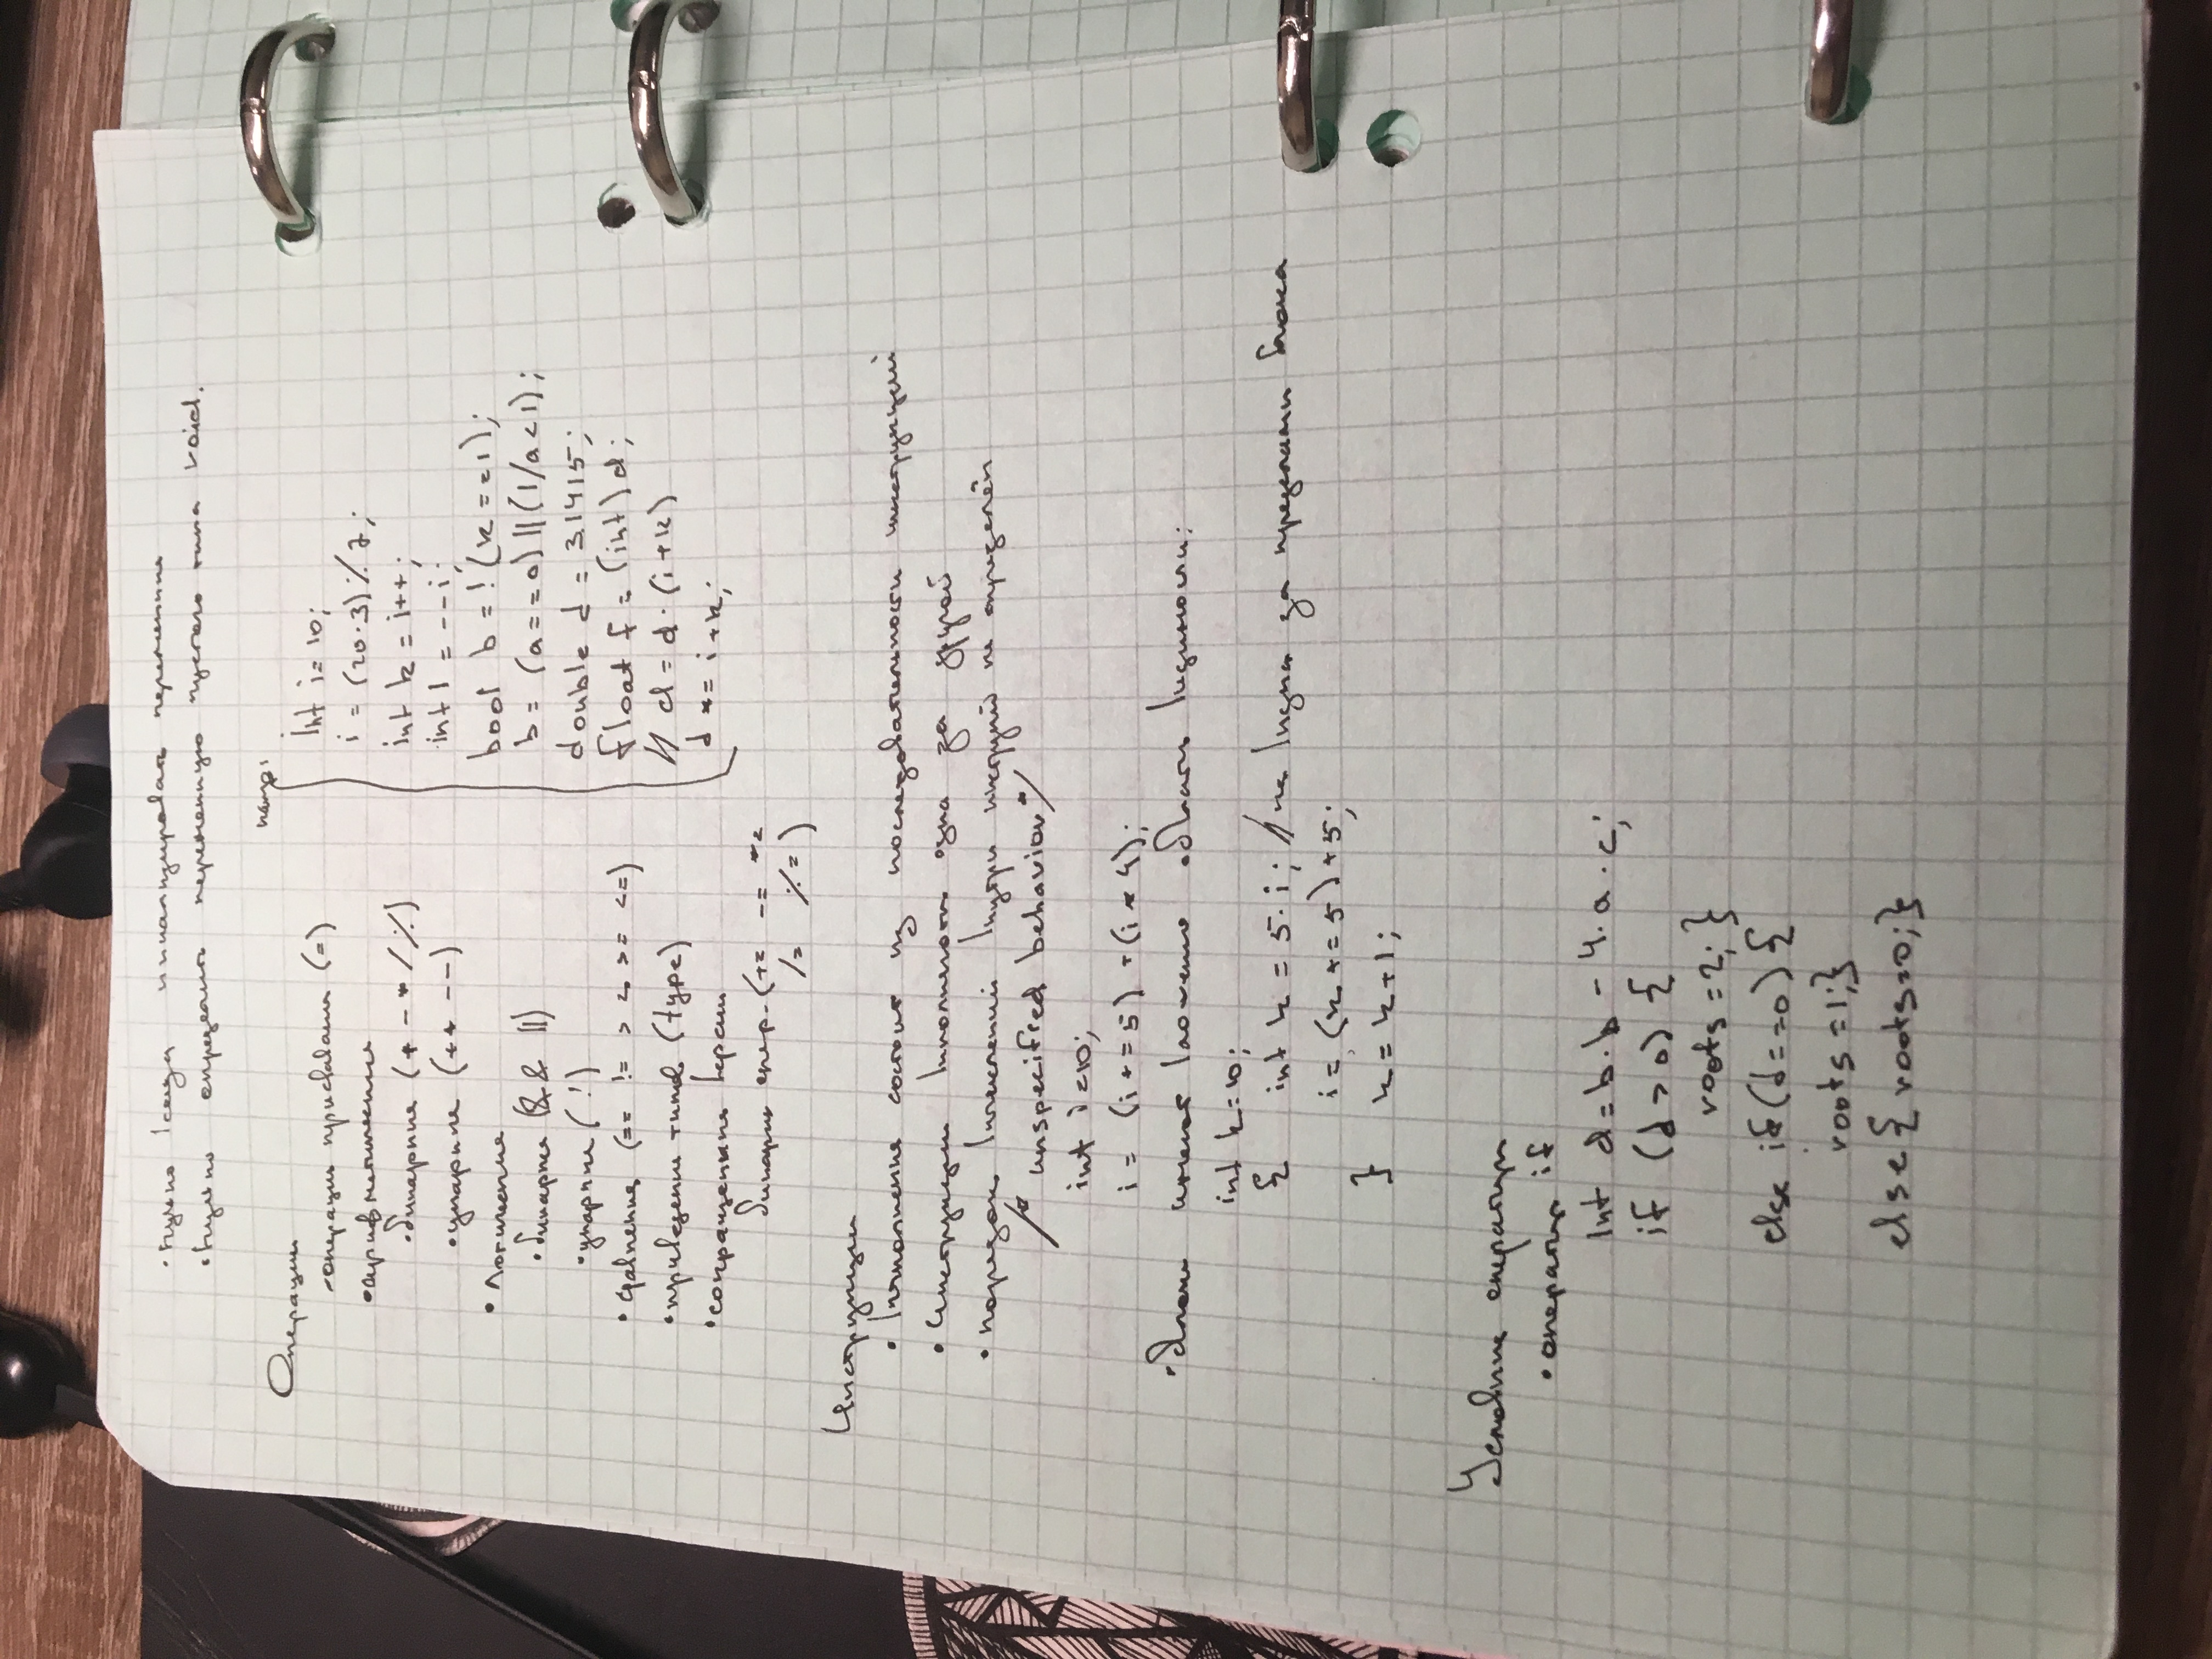 • Нужно всегда инициализировать переменные
• Нужно определить переменную пустого типа void.
Операции
- операция присваивания (=)
• арифметические
• бинарные (+ - * / %)
• унарные (++ --)
• Логические
• бинарные (&& ||)
• унарные (!)
• сравнения (== != > < >= <=)
• приведения типов (type)
• сокращенные версии
бинарных опер. (+= -= *=
/= %=)
напр:
int i = 10;
i = (20·3) % 7;
int k = i++;
int l = --i;
bool b = !(k == 1);
b = (a == 0) || (1/a < 1);
double d = 3.1415;
float f = (int) d;
// d = d · (i+k)
d *= i+k;
Инструкции
• Выполнение состоит из последовательности инструкций
• Инструкции выполняются одна за другой
• порядок вычислений внутри инструкций не определён
/* unspecified behavior */
int i = 10;
i = (i += 5) + (i * 4);
• Блоки имеют область видимости:
int k = 10;
{ int k = 5·i; // не видна за пределами блока
i = (k += 5) + 5;
} k = k + 1;
Условные операторы
• оператор if
int d = b·b - 4·a·c;
if (d > 0) {
roots = 2; }
else if (d == 0) {
roots = 1;}
else { roots = 0; }